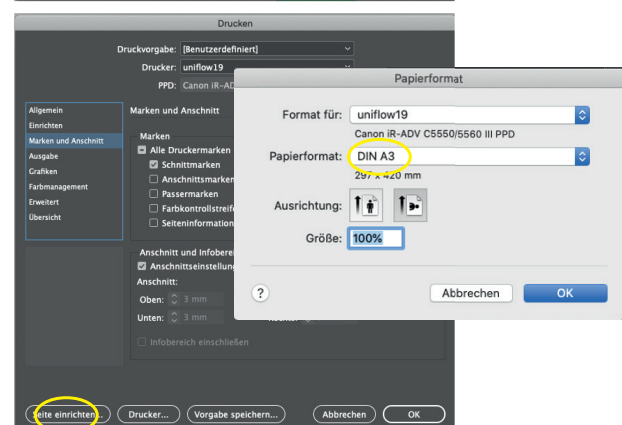 Drucken
Druckvorgabe: [Benutzerdefiniert]
Drucker: uniflow19
PPD: Canon iR-AD
Allgemein
Einrichten
Marken und Anschnitt
Ausgabe
Grafiken
Farbmanagement
Erweitert
Übersicht
Marken und Anschnitt
Marken
Alle Druckermarken
Schnittmarken
Anschnittsmarken
Passermarken
Farbkontrollstreife
Seiteninformation
Anschnitt und Infoberei
Anschnittseinstellung
Anschnitt:
Oben: 3 mm
Unten: 3 mm
Infobereich einschließen
Seite einrichten...
Drucker...
Vorgabe speichern...
Abbrechen
OK
Papierformat
Format für: uniflow19
Canon iR-ADV C5550/5560 III PPD
Papierformat: DIN A3
297 x 420 mm
Ausrichtung:
Größe: 100%
?
Abbrechen
OK